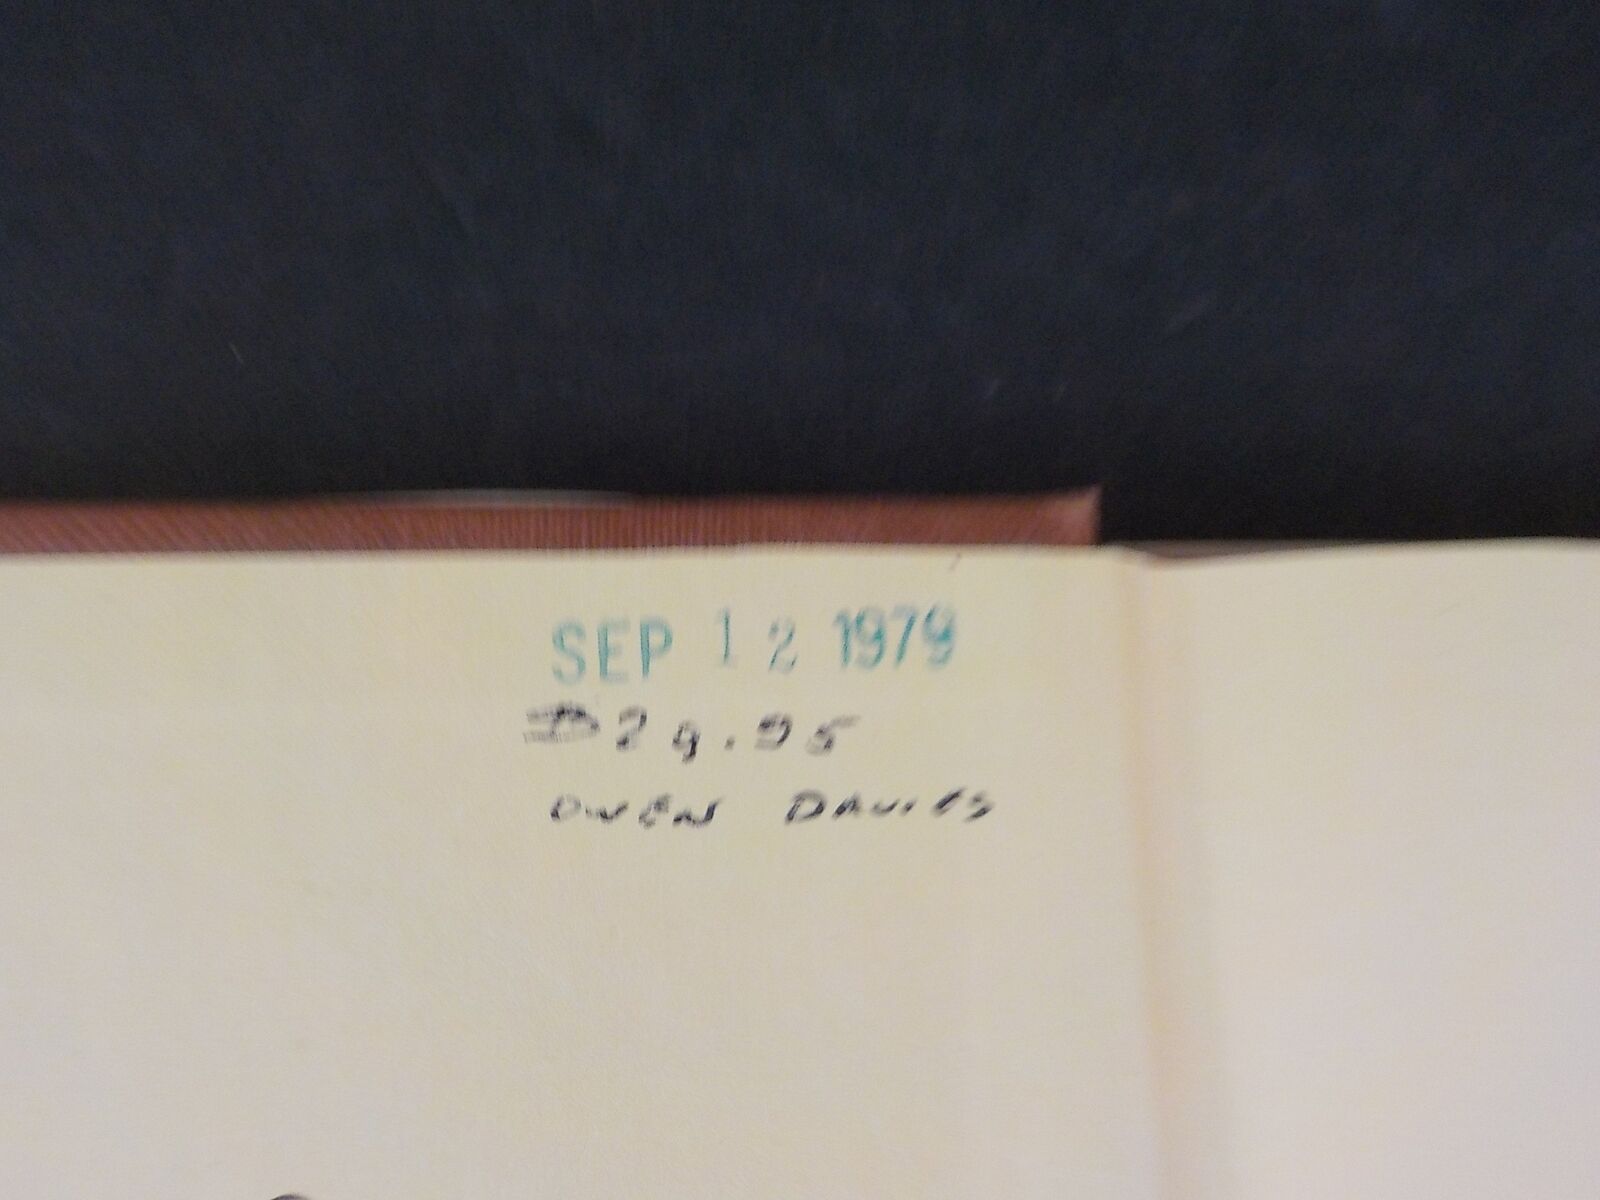 SEP 12 1979
$29.95
OWEN DAVIES